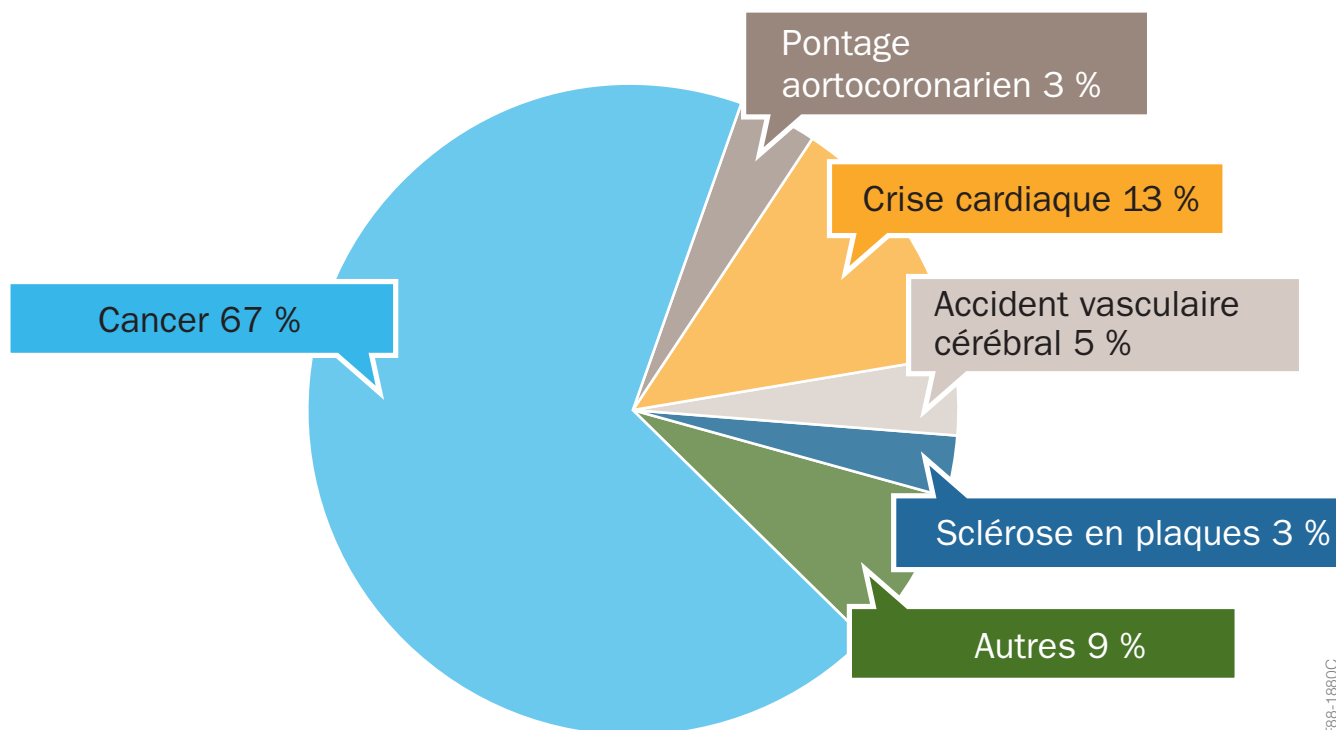 Pontage
aortocoronarien 3 %
Crise cardiaque 13 %
Accident vasculaire
cérébral 5 %
Cancer 67 %
Sclérose en plaques 3 %
Autres 9 %